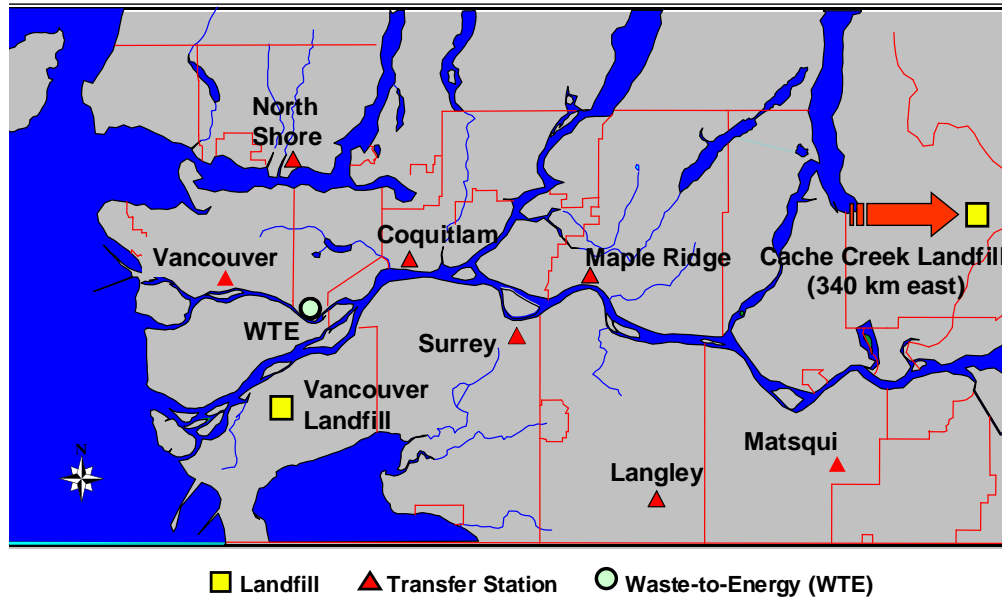 North
Shore
Coquitlam
Vancouver
Maple Ridge
Cache Creek Landfill
(340 km east)
WTE
Surrey
Vancouver
Landfill
Matsqui
Langley
N
Landfill
Transfer Station
Waste-to-Energy (WTE)